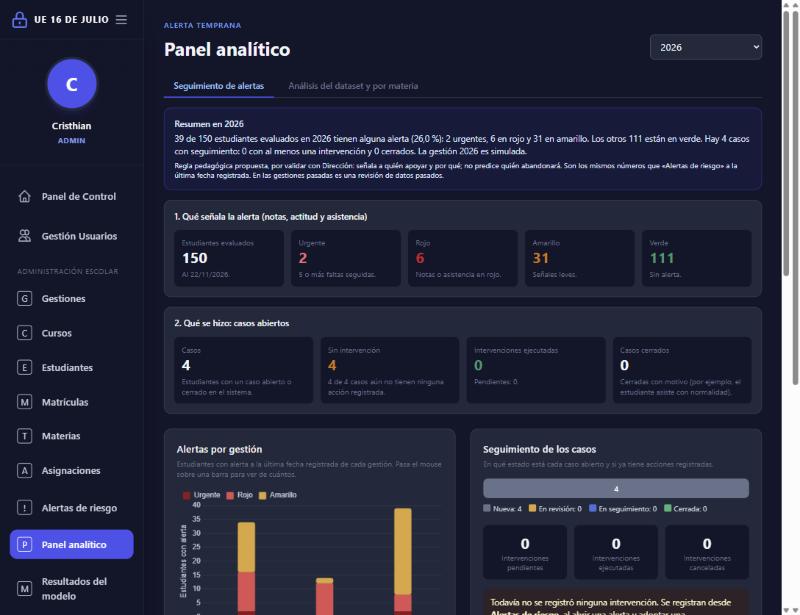 UE 16 DE JULIO
C
Cristhian
ADMIN
Panel de Control
Gestión Usuarios
ADMINISTRACIÓN ESCOLAR
G Gestiones
C Cursos
E Estudiantes
M Matrículas
T Materias
A Asignaciones
! Alertas de riesgo
P Panel analítico
M Resultados del
modelo
ALERTA TEMPRANA
Panel analítico
2026
Seguimiento de alertas
Análisis del dataset y por materia
Resumen en 2026
39 de 150 estudiantes evaluados en 2026 tienen alguna alerta (26,0 %): 2 urgentes, 6 en rojo y 31 en amarillo. Los otros 111 están en verde. Hay 4 casos
con seguimiento: 0 con al menos una intervención y 0 cerrados. La gestión 2026 es simulada.
Regla pedagógica propuesta, por validar con Dirección: señala a quién apoyar y por qué; no predice quién abandonará. Son los mismos números que «Alertas de riesgo» a la
última fecha registrada. En las gestiones pasadas es una revisión de datos pasados.
1. Qué señala la alerta (notas, actitud y asistencia)
Estudiantes evaluados
150
Al 22/11/2026.
Urgente
2
5 o más faltas seguidas.
Rojo
6
Notas o asistencia en rojo.
Amarillo
31
Señales leves.
Verde
111
Sin alerta.
2. Qué se hizo: casos abiertos
Casos
4
Estudiantes con un caso abierto o
cerrado en el sistema.
Sin intervención
4
4 de 4 casos aún no tienen ninguna
acción registrada.
Intervenciones ejecutadas
0
Pendientes: 0.
Casos cerrados
0
Cerradas con motivo (por ejemplo, el
estudiante asiste con normalidad).
Alertas por gestión
Estudiantes con alerta a la última fecha registrada de cada gestión. Pasa el mouse
sobre una barra para ver de cuántos.
Urgente Rojo Amarillo
Estudiantes con alerta
40
35
30
25
20
15
10
5
Seguimiento de los casos
En qué estado está cada caso abierto y si ya tiene acciones registradas.
4
Nueva: 4 En revisión: 0 En seguimiento: 0 Cerrada: 0
0
Intervenciones
pendientes
0
Intervenciones
ejecutadas
0
Intervenciones
canceladas
Todavía no se registró ninguna intervención. Se registran desde
Alertas de riesgo, al abrir una alerta y adoptar una